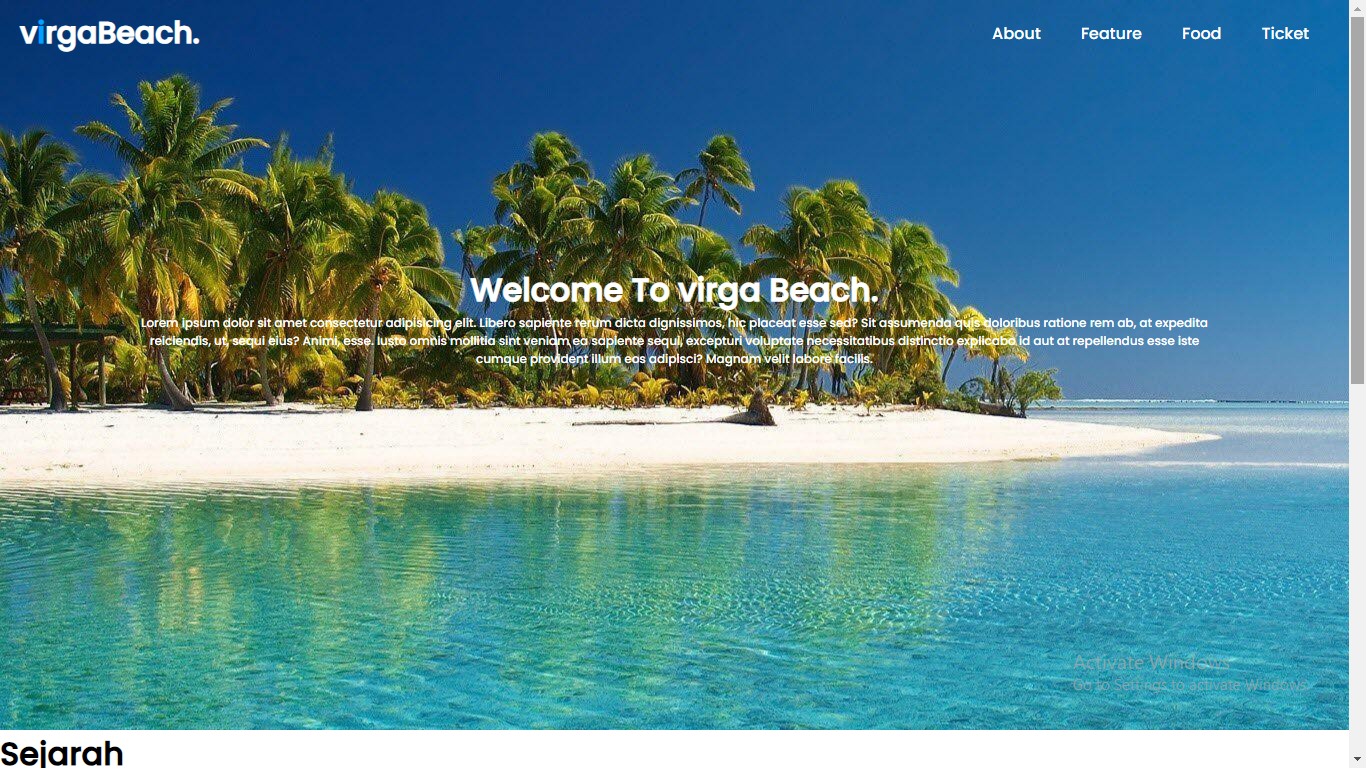 virgaBeach.
About Feature Food Ticket
Welcome To virga Beach.
Lorem ipsum dolor sit amet consectetur adipisicing elit. Libero sapiente rerum dicta dignissimos, hic placeat esse sed? Sit assumenda quis doloribus ratione rem ab, at expedita
reiciendis, ut, sequi eius? Animi, esse. Iusto omnis mollitia sint veniam ea sapiente sequi, excepturi voluptate necessitatibus distinctio explicabo id aut at repellendus esse iste
cumque provident illum eos adipisci? Magnam velit labore facilis.
Activate Windows
Go to Settings to activate Windows.
Sejarah